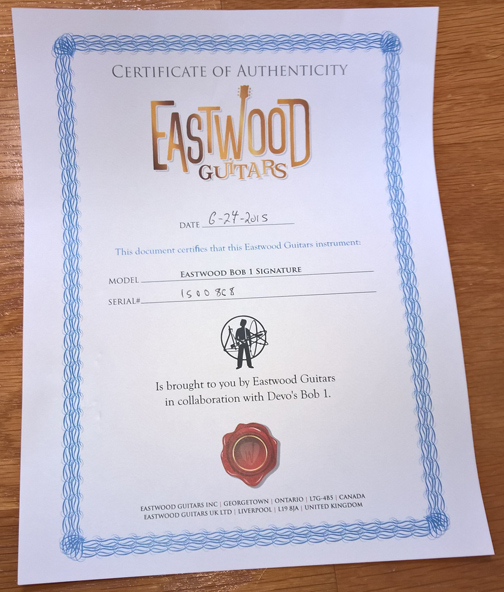 CERTIFICATE OF AUTHENTICITY
EASTWOOD
GUITARS
DATE 6-24-2015
This document certifies that this Eastwood Guitars instrument:
MODEL EASTWOOD BOB 1 SIGNATURE
SERIAL# 1500868
Is brought to you by Eastwood Guitars
in collaboration with Devo's Bob 1.
EASTWOOD GUITARS INC | GEORGETOWN | ONTARIO | L7G-4B5 | CANADA
EASTWOOD GUITARS UK LTD | LIVERPOOL | L19 8JA | UNITED KINGDOM